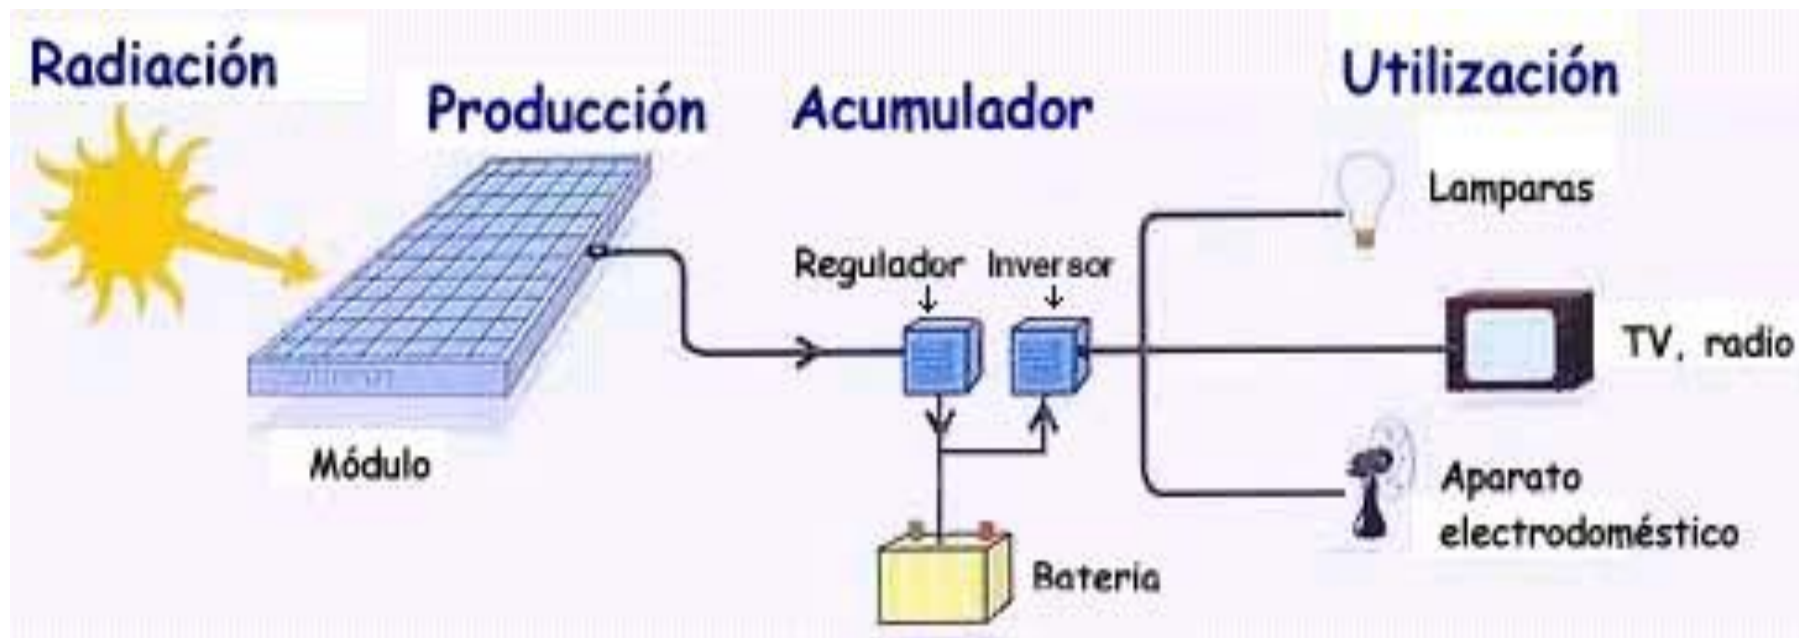 Radiación
Producción
Acumulador
Utilización
Lamparas
Regulador
Inversor
TV, radio
Módulo
Aparato
electrodoméstico
Bateria